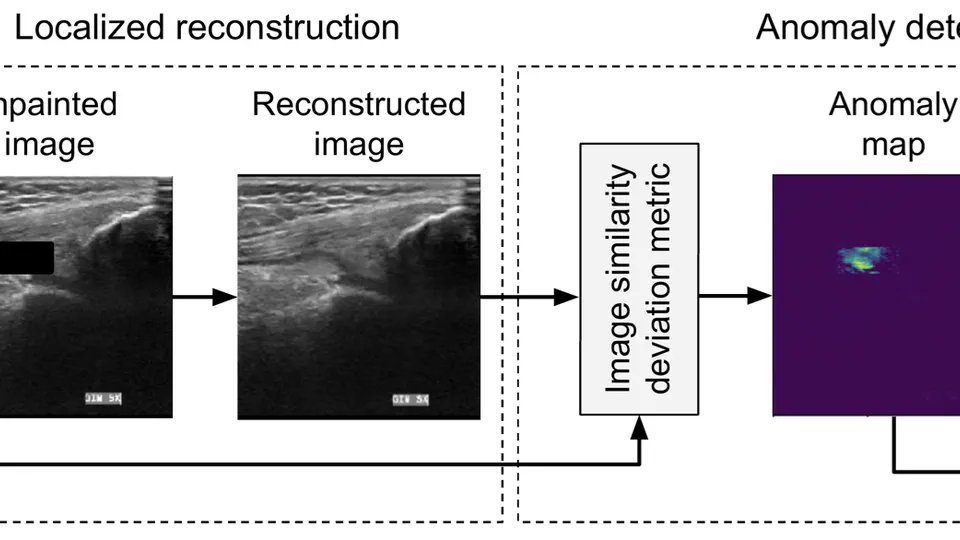 Localized reconstruction
Anomaly dete
npainted
image
Reconstructed
image
Image similarity
deviation metric
Anomaly
map